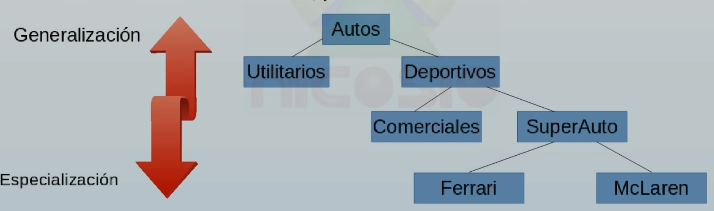 Generalización
Autos
Utilitarios
Deportivos
Comerciales
SuperAuto
Especialización
Ferrari
McLaren